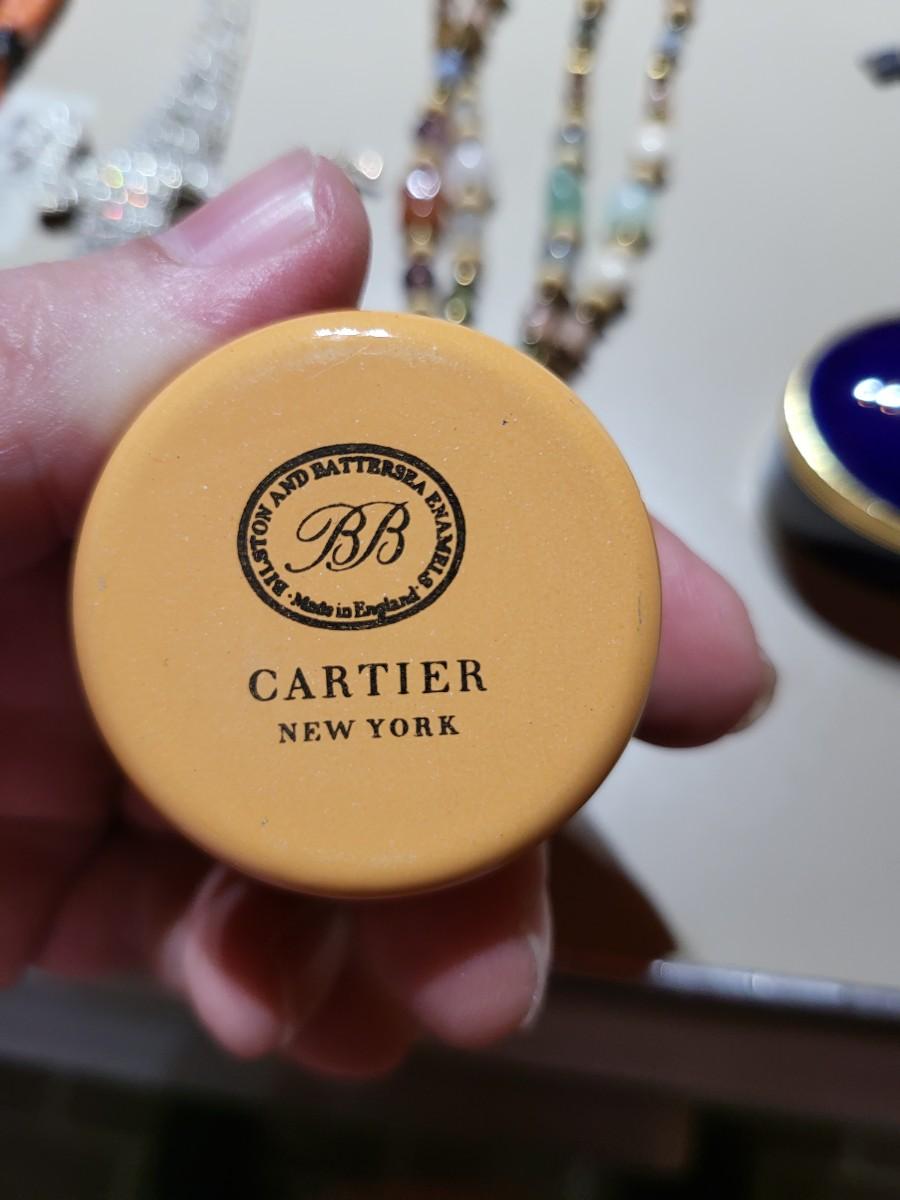 BILSTON AND BATTERSEA ENAMELS
BB
·Made in England·
CARTIER
NEW YORK